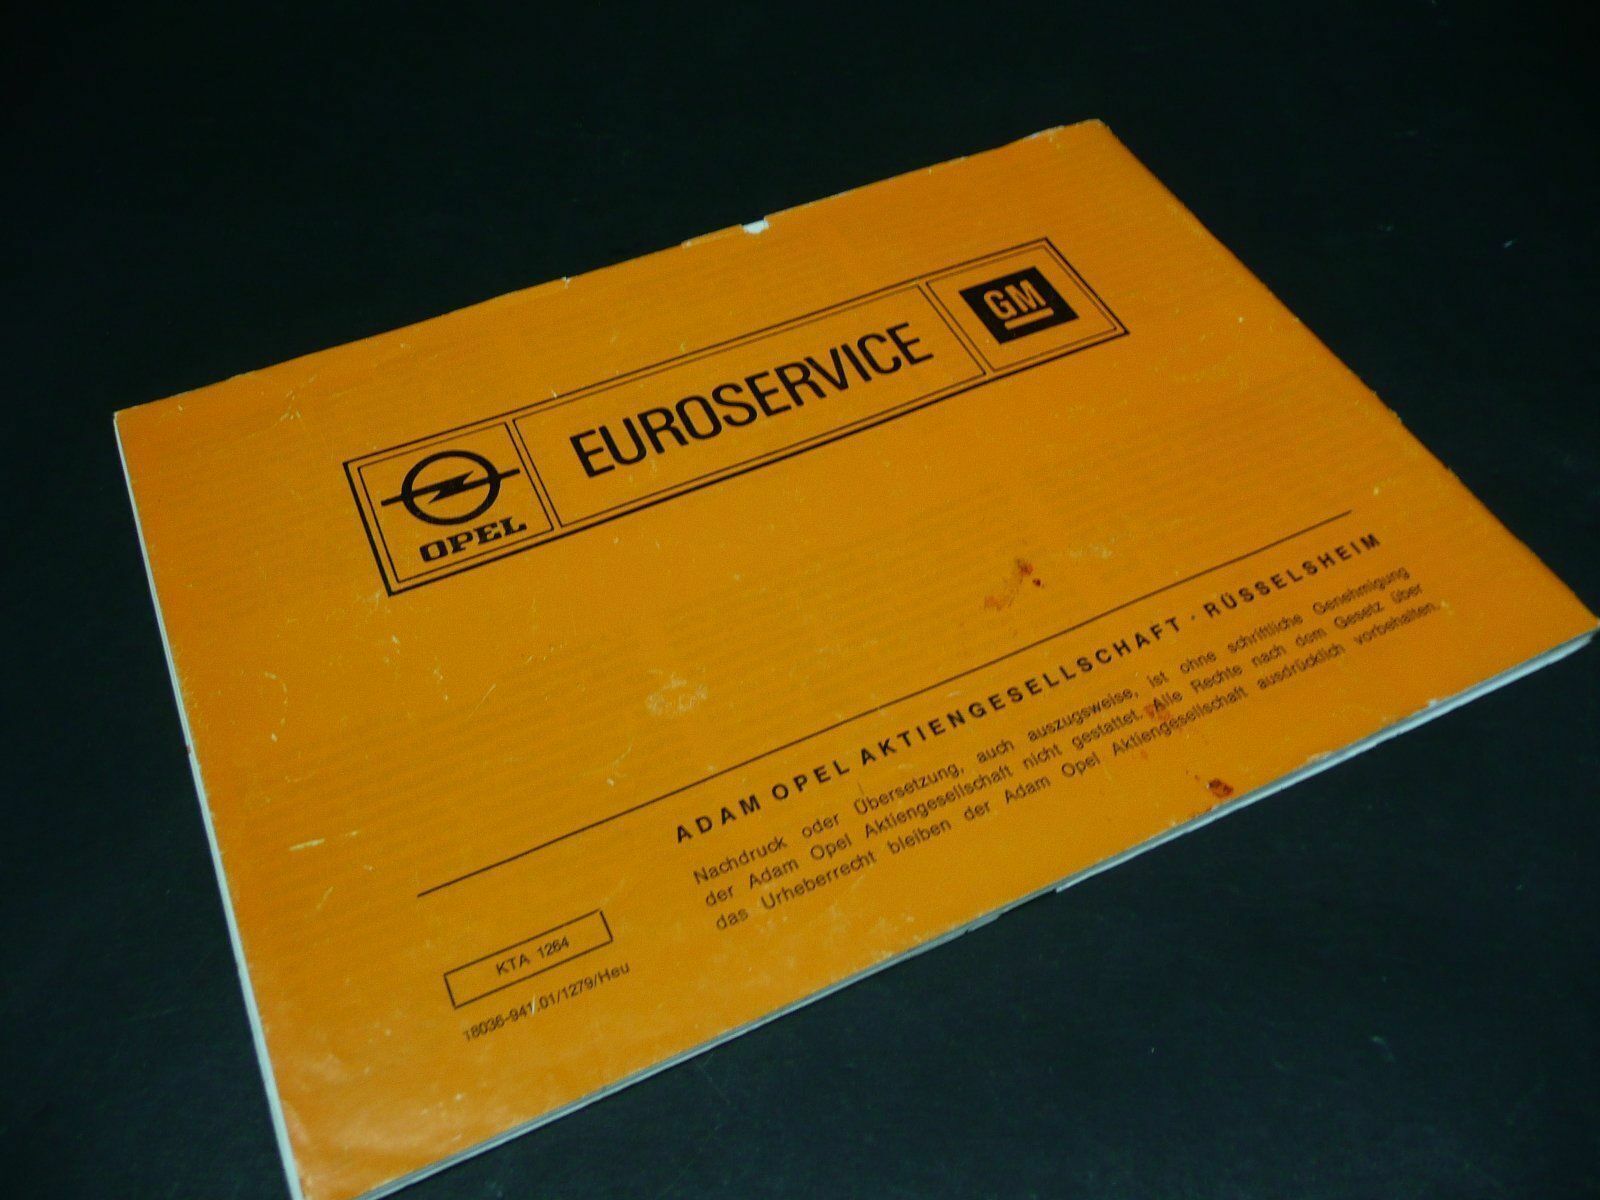 OPEL
EUROSERVICE
GM
ADAM OPEL AKTIENGESELLSCHAFT · RÜSSELSHEIM
Nachdruck oder Übersetzung, auch auszugsweise, ist ohne schriftliche Genehmigung
der Adam Opel Aktiengesellschaft nicht gestattet. Alle Rechte nach dem Gesetz über
das Urheberrecht bleiben der Adam Opel Aktiengesellschaft ausdrücklich vorbehalten.
KTA 1264
T8036-941.01/1279/Heu